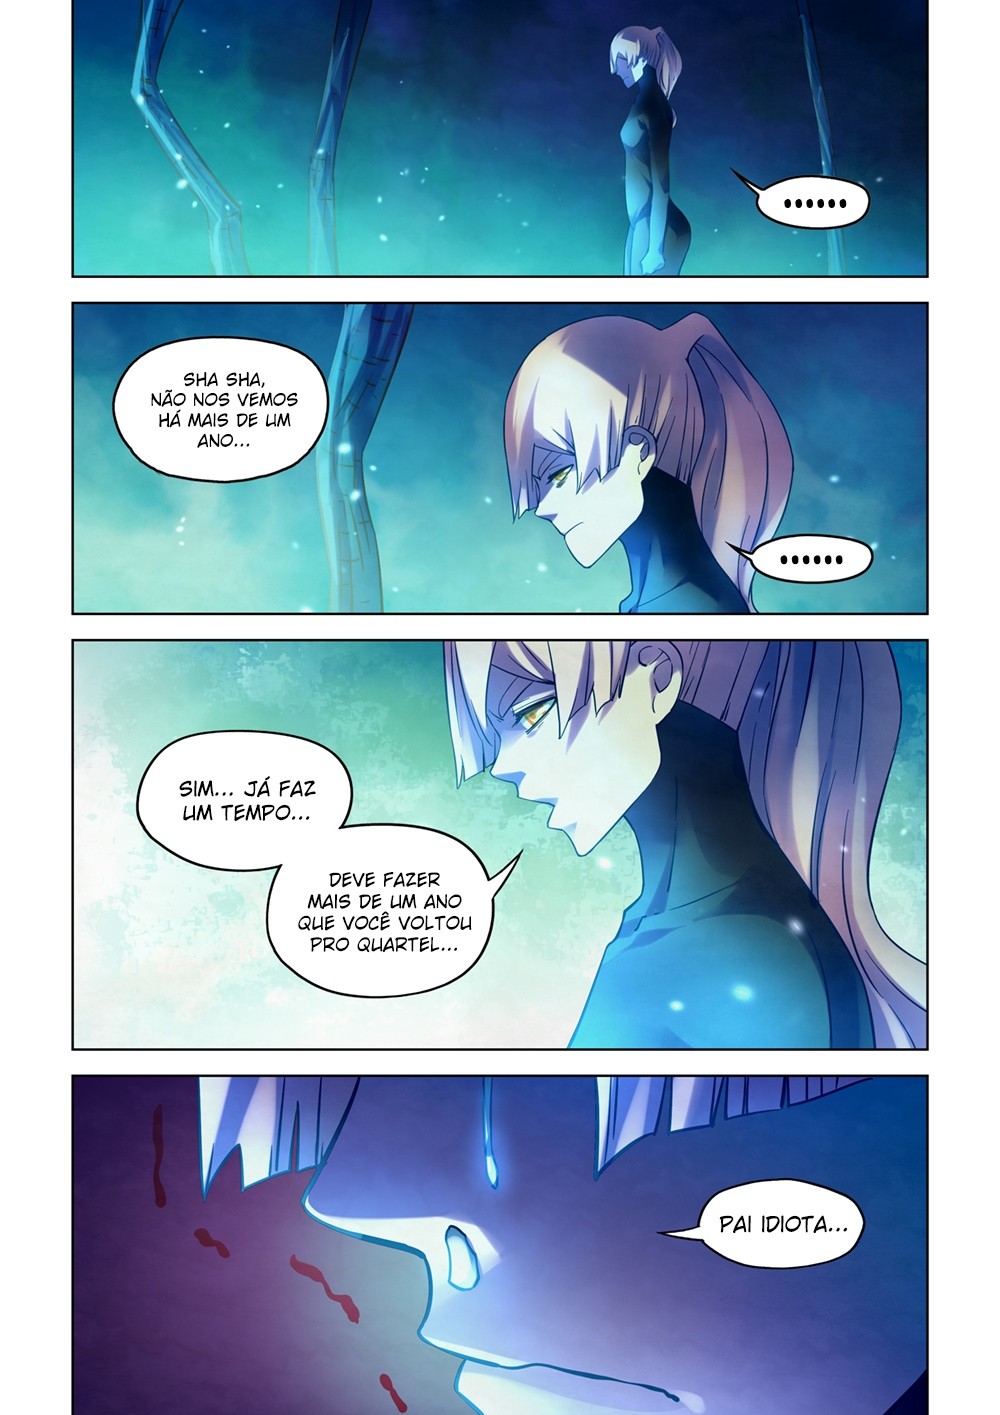 ••••••
SHA SHA,
NÃO NOS VEMOS
HÁ MAIS DE UM
ANO...
••••••
SIM... JÁ FAZ
UM TEMPO...
DEVE FAZER
MAIS DE UM ANO
QUE VOCÊ VOLTOU
PRO QUARTEL...
PAI IDIOTA...